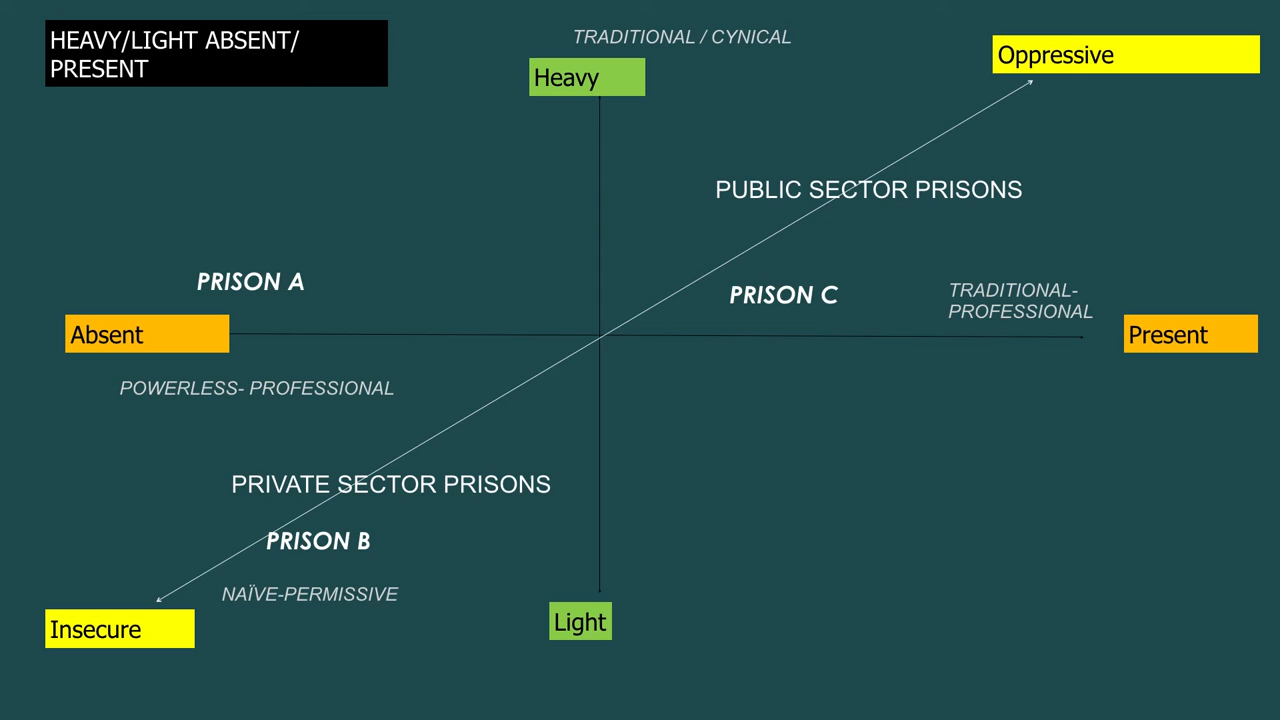 HEAVY/LIGHT ABSENT/
PRESENT
TRADITIONAL / CYNICAL
Heavy
Oppressive
PUBLIC SECTOR PRISONS
PRISON A
PRISON C
TRADITIONAL-
PROFESSIONAL
Absent
Present
POWERLESS- PROFESSIONAL
PRIVATE SECTOR PRISONS
PRISON B
NAÏVE-PERMISSIVE
Insecure
Light